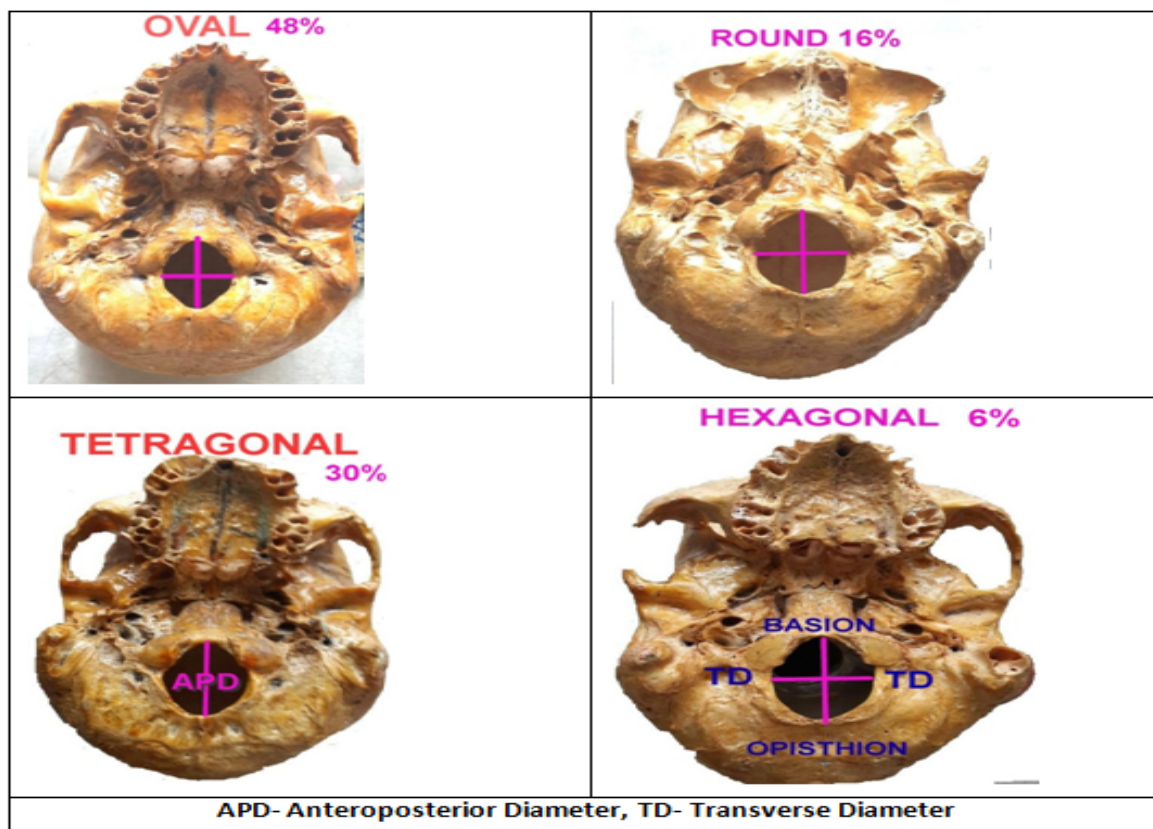 OVAL 48%
ROUND 16%
TETRAGONAL
30%
APD
HEXAGONAL 6%
BASION
TD TD
OPISTHION
APD- Anteroposterior Diameter, TD- Transverse Diameter